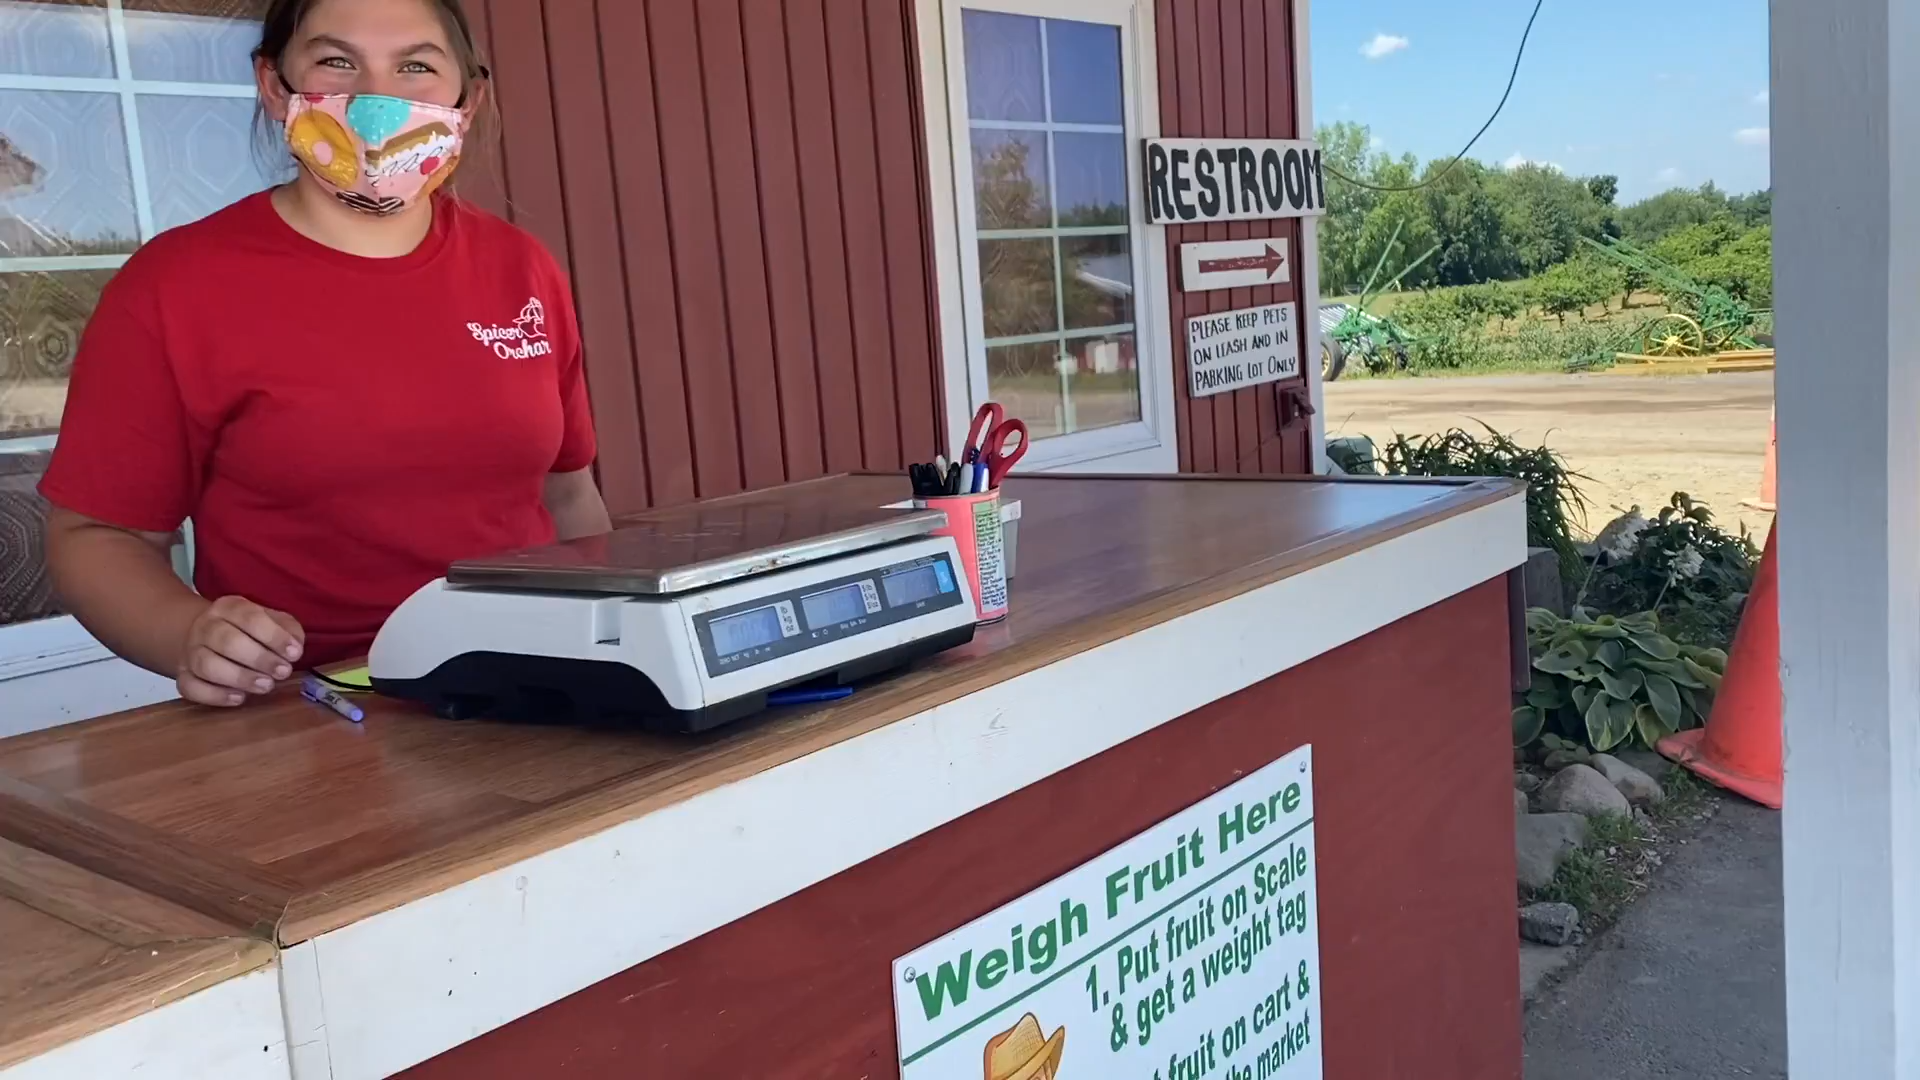 Spicer
Orchar
RESTROOM
PLEASE KEEP PETS
ON LEASH AND IN
PARKING LOT ONLY
Weigh Fruit Here
1. Put fruit on Scale
& get a weight tag
fruit on cart &
the market